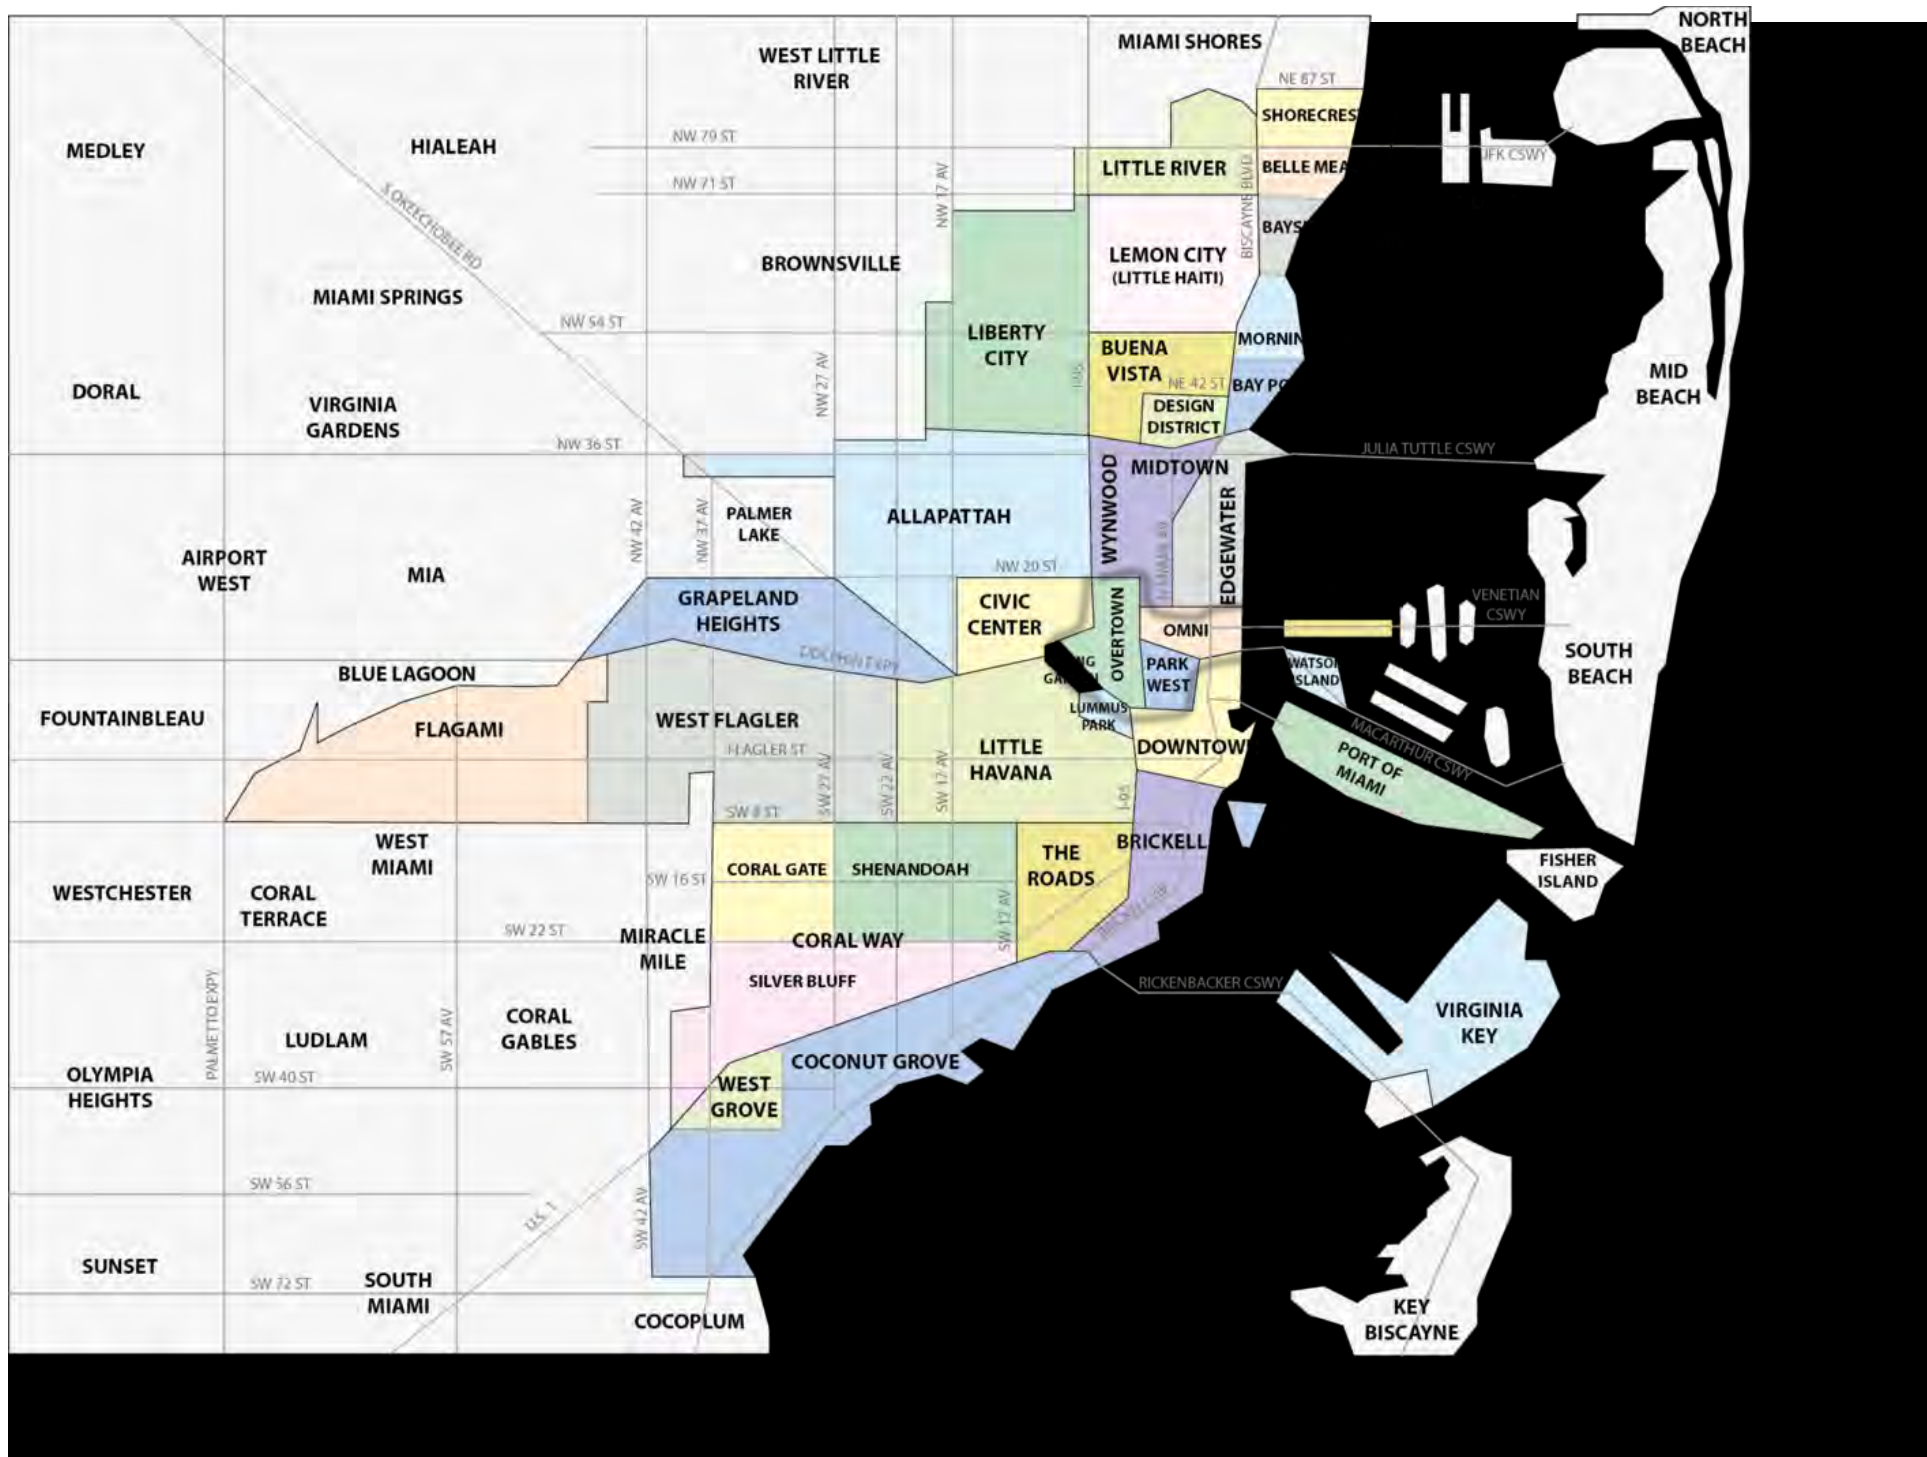 NORTH
BEACH
MIAMI SHORES
WEST LITTLE
RIVER
NE 87 ST
SHORECRES
MEDLEY
HIALEAH
NW 79 ST
JFK CSWY
LITTLE RIVER
BELLE MEA
NW 71 ST
NW 17 AV
BISCAYNE BLVD
S OKEECHOBEE RD
BAYS
LEMON CITY
(LITTLE HAITI)
BROWNSVILLE
MIAMI SPRINGS
NW 54 ST
LIBERTY
CITY
BUENA
VISTA
MORNIN
NE 42 ST
BAY PO
I-95
NW 27 AV
MID
BEACH
DORAL
VIRGINIA
GARDENS
DESIGN
DISTRICT
NW 36 ST
JULIA TUTTLE CSWY
WYNWOOD
MIDTOWN
EDGEWATER
ALLAPATTAH
NW 42 AV
NW 37 AV
PALMER
LAKE
AIRPORT
WEST
MIA
NW 20 ST
N MIAMI AV
GRAPELAND
HEIGHTS
CIVIC
CENTER
OVERTOWN
OMNI
VENETIAN
CSWY
DOLPHIN EXPY
SOUTH
BEACH
BLUE LAGOON
PARK
WEST
WATSON
ISLAND
NG
GA
LUMMUS
PARK
FOUNTAINBLEAU
FLAGAMI
WEST FLAGLER
FLAGLER ST
LITTLE
HAVANA
DOWNTOW
MACARTHUR CSWY
PORT OF
MIAMI
SW 27 AV
SW 22 AV
SW 17 AV
I-95
SW 8 ST
WEST
MIAMI
BRICKELL
THE
ROADS
CORAL GATE
SHENANDOAH
FISHER
ISLAND
SW 16 ST
WESTCHESTER
CORAL
TERRACE
SW 12 AV
BRICKELL AV
SW 22 ST
MIRACLE
MILE
CORAL WAY
SILVER BLUFF
RICKENBACKER CSWY
PALMETTO EXPY
SW 57 AV
CORAL
GABLES
LUDLAM
VIRGINIA
KEY
COCONUT GROVE
OLYMPIA
HEIGHTS
SW 40 ST
WEST
GROVE
SW 56 ST
U.S. 1
SW 42 AV
SUNSET
SW 72 ST
SOUTH
MIAMI
COCOPLUM
KEY
BISCAYNE